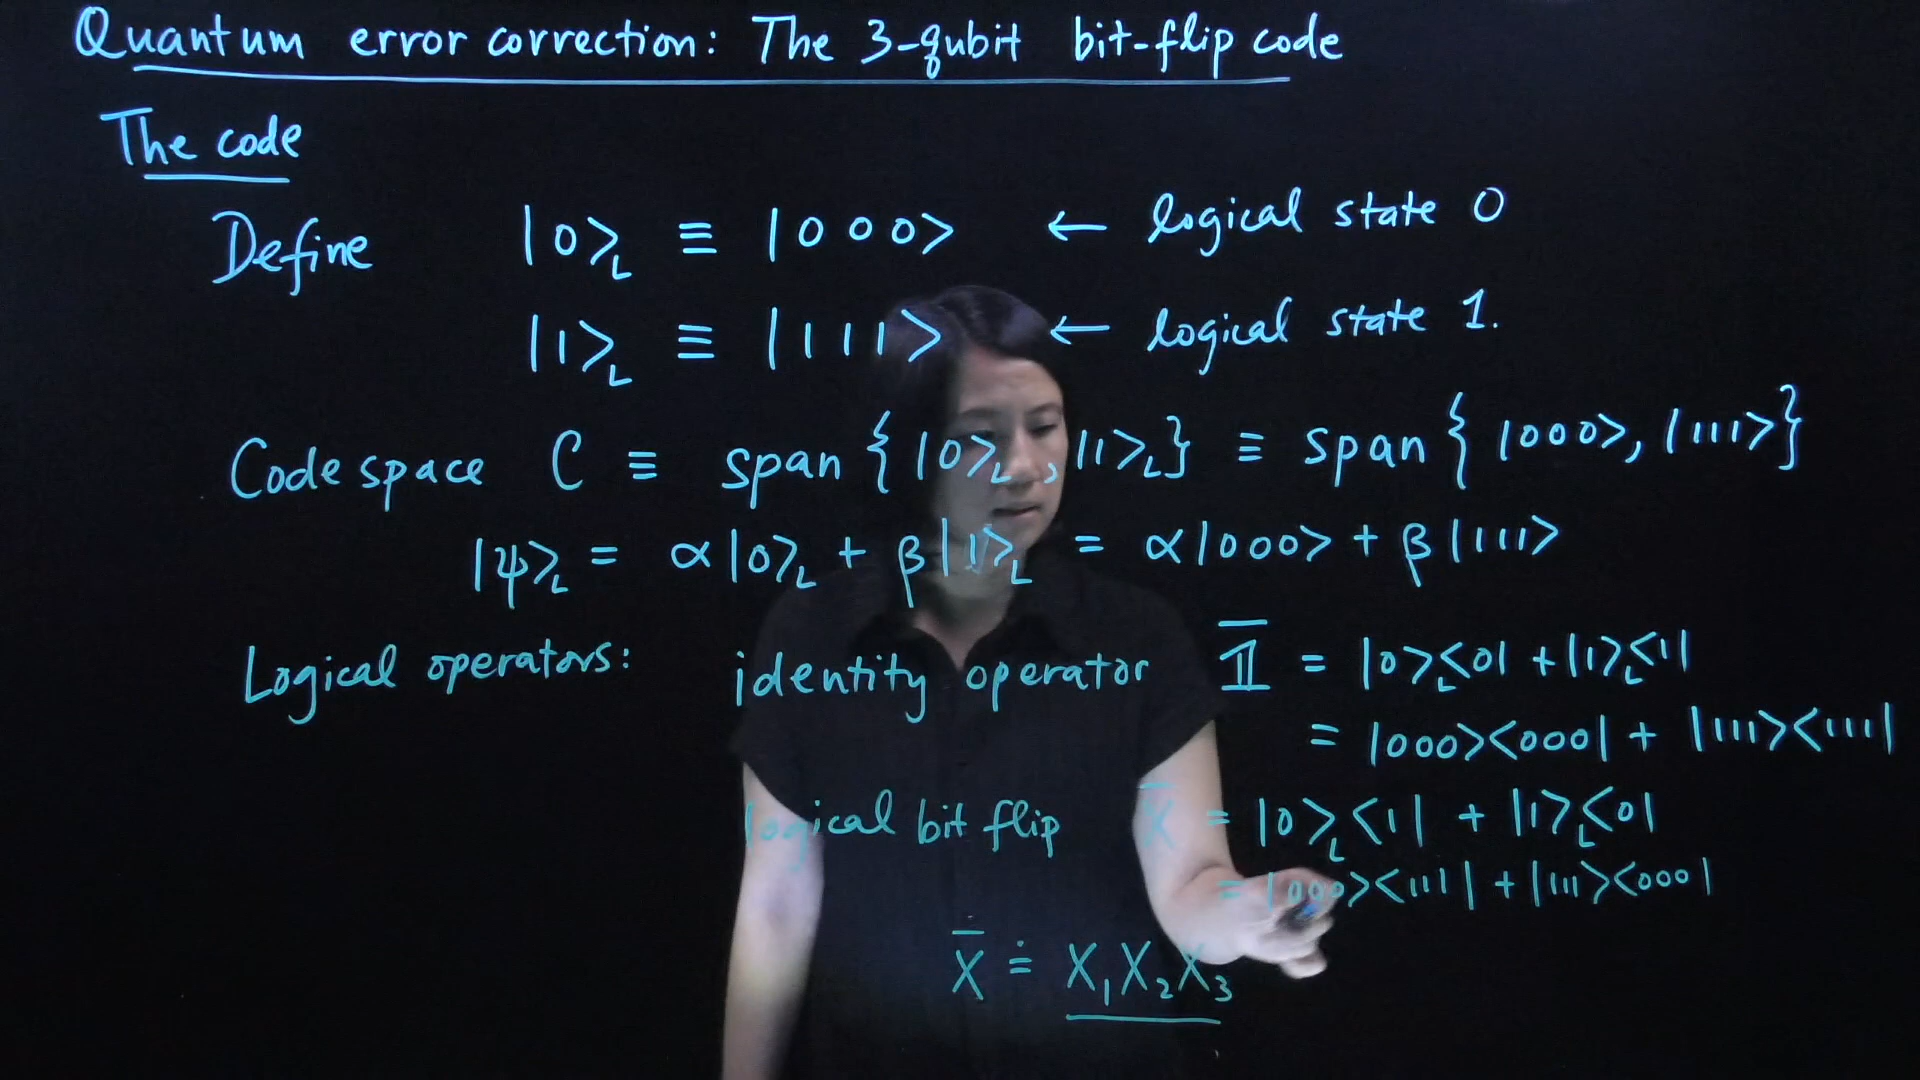 Quantum error correction: The 3-qubit bit-flip code
The code
Define |0>_L ≡ |000> ← logical state 0
|1>_L ≡ |111> ← logical state 1.
Code space C ≡ span{|0>_L, |1>_L} ≡ span{|000>, |111>}
|ψ>_L = α|0>_L + β|1>_L = α|000> + β|111>
Logical operators: identity operator 𝟙̅ = |0>_L<0| + |1>_L<1|
= |000><000| + |111><111|
logical bit flip X̅ = |0>_L<1| + |1>_L<0|
= |000><111| + |111><000|
X̅ ≐ X₁X₂X₃